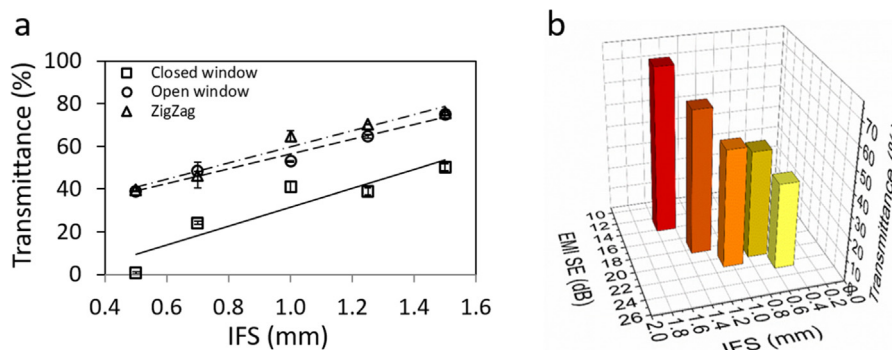 a
100
80
60
40
20
0
Transmittance (%)
Closed window
Open window
ZigZag
0.4 0.6 0.8 1.0 1.2 1.4 1.6
IFS (mm)
b
70
60
50
40
30
20
10
0
Transmittance
10
12
14
16
18
20
22
24
26
EMI SE (dB)
2.0 1.8 1.6 1.4 1.2 1.0 0.8 0.6 0.4 0.2 0.0
IFS (mm)